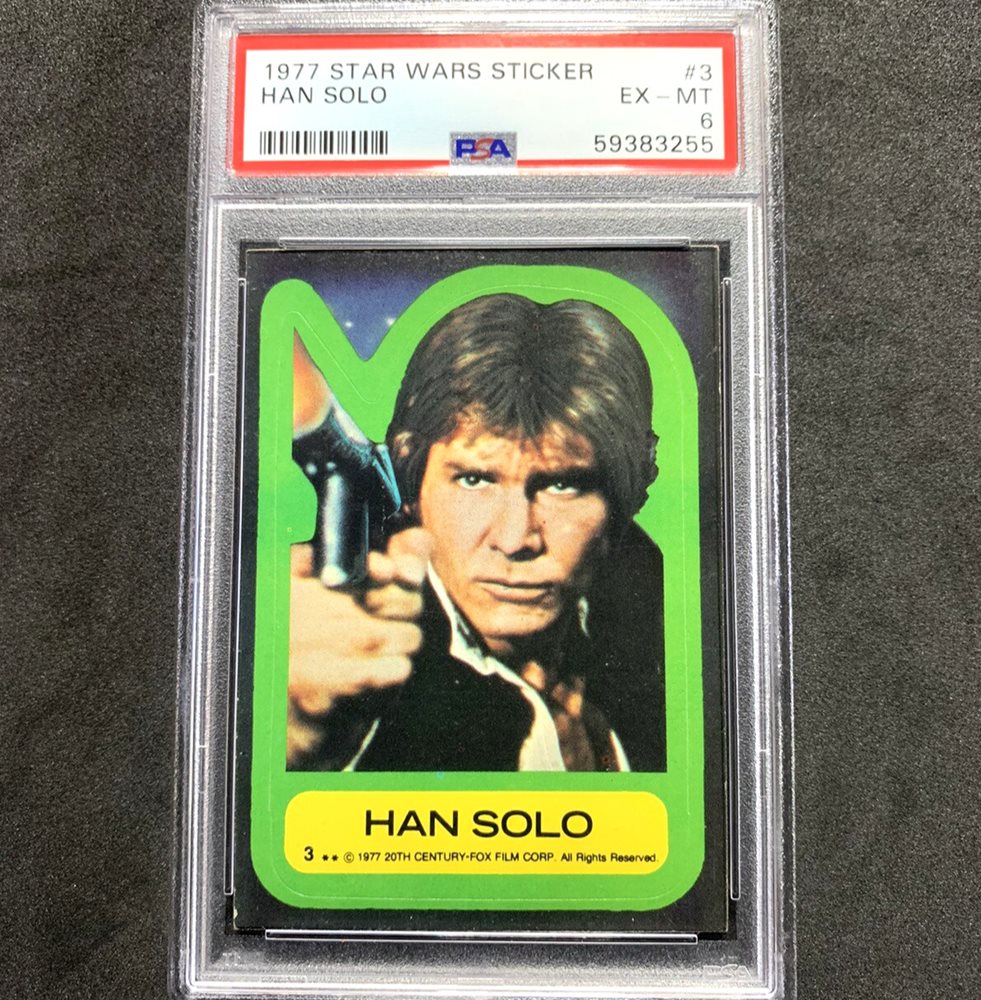 1977 STAR WARS STICKER #3
HAN SOLO EX - MT
6
PSA 59383255
HAN SOLO
3 ** © 1977 20TH CENTURY-FOX FILM CORP. All Rights Reserved.